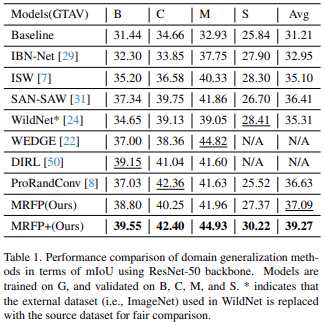 Models(GTAV) B C M S Avg
Baseline 31.44 34.66 32.93 25.84 31.21
IBN-Net [29] 32.30 33.85 37.75 27.90 32.95
ISW [7] 35.20 36.58 40.33 28.30 35.10
SAN-SAW [31] 37.34 39.75 41.86 26.70 36.41
WildNet* [24] 34.65 39.13 39.05 28.41 35.31
WEDGE [22] 37.00 38.36 44.82 N/A N/A
DIRL [50] 39.15 41.04 41.60 N/A N/A
ProRandConv [8] 37.03 42.36 41.63 25.52 36.63
MRFP(Ours) 38.80 40.25 41.96 27.37 37.09
MRFP+(Ours) 39.55 42.40 44.93 30.22 39.27
Table 1. Performance comparison of domain generalization meth-
ods in terms of mIoU using ResNet-50 backbone. Models are
trained on G, and validated on B, C, M, and S. * indicates that
the external dataset (i.e., ImageNet) used in WildNet is replaced
with the source dataset for fair comparison.